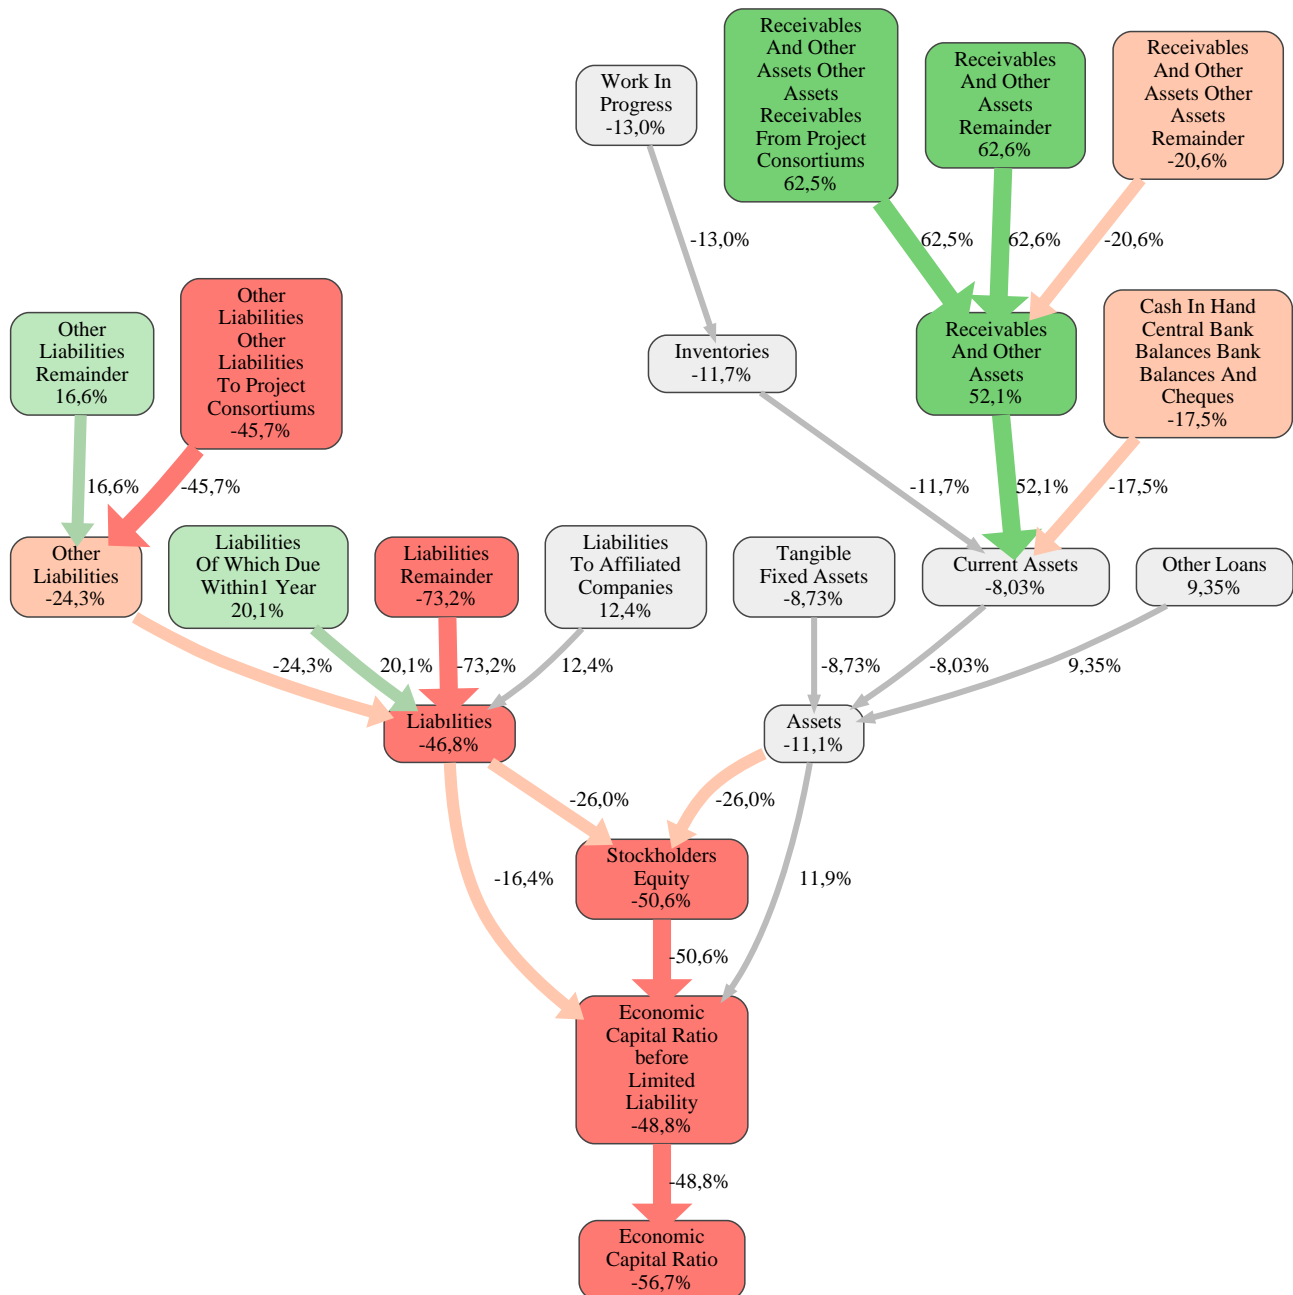 Receivables
And Other
Assets Other
Assets
Receivables
From Project
Consortiums
62,5%
Receivables
And Other
Assets
Remainder
62,6%
Receivables
And Other
Assets Other
Assets
Remainder
-20,6%
Work In
Progress
-13,0%
-13,0%
62,5%
62,6%
-20,6%
Other
Liabilities
Remainder
16,6%
Other
Liabilities
Other
Liabilities
To Project
Consortiums
-45,7%
Inventories
-11,7%
Receivables
And Other
Assets
52,1%
Cash In Hand
Central Bank
Balances Bank
Balances And
Cheques
-17,5%
16,6%
-45,7%
-11,7%
52,1%
-17,5%
Other
Liabilities
-24,3%
Liabilities
Of Which Due
Within1 Year
20,1%
Liabilities
Remainder
-73,2%
Liabilities
To Affiliated
Companies
12,4%
Tangible
Fixed Assets
-8,73%
Current Assets
-8,03%
Other Loans
9,35%
-24,3%
20,1%
-73,2%
12,4%
-8,73%
-8,03%
9,35%
Liabilities
-46,8%
Assets
-11,1%
-26,0%
-26,0%
-16,4%
11,9%
Stockholders
Equity
-50,6%
-50,6%
Economic
Capital Ratio
before
Limited
Liability
-48,8%
-48,8%
Economic
Capital Ratio
-56,7%